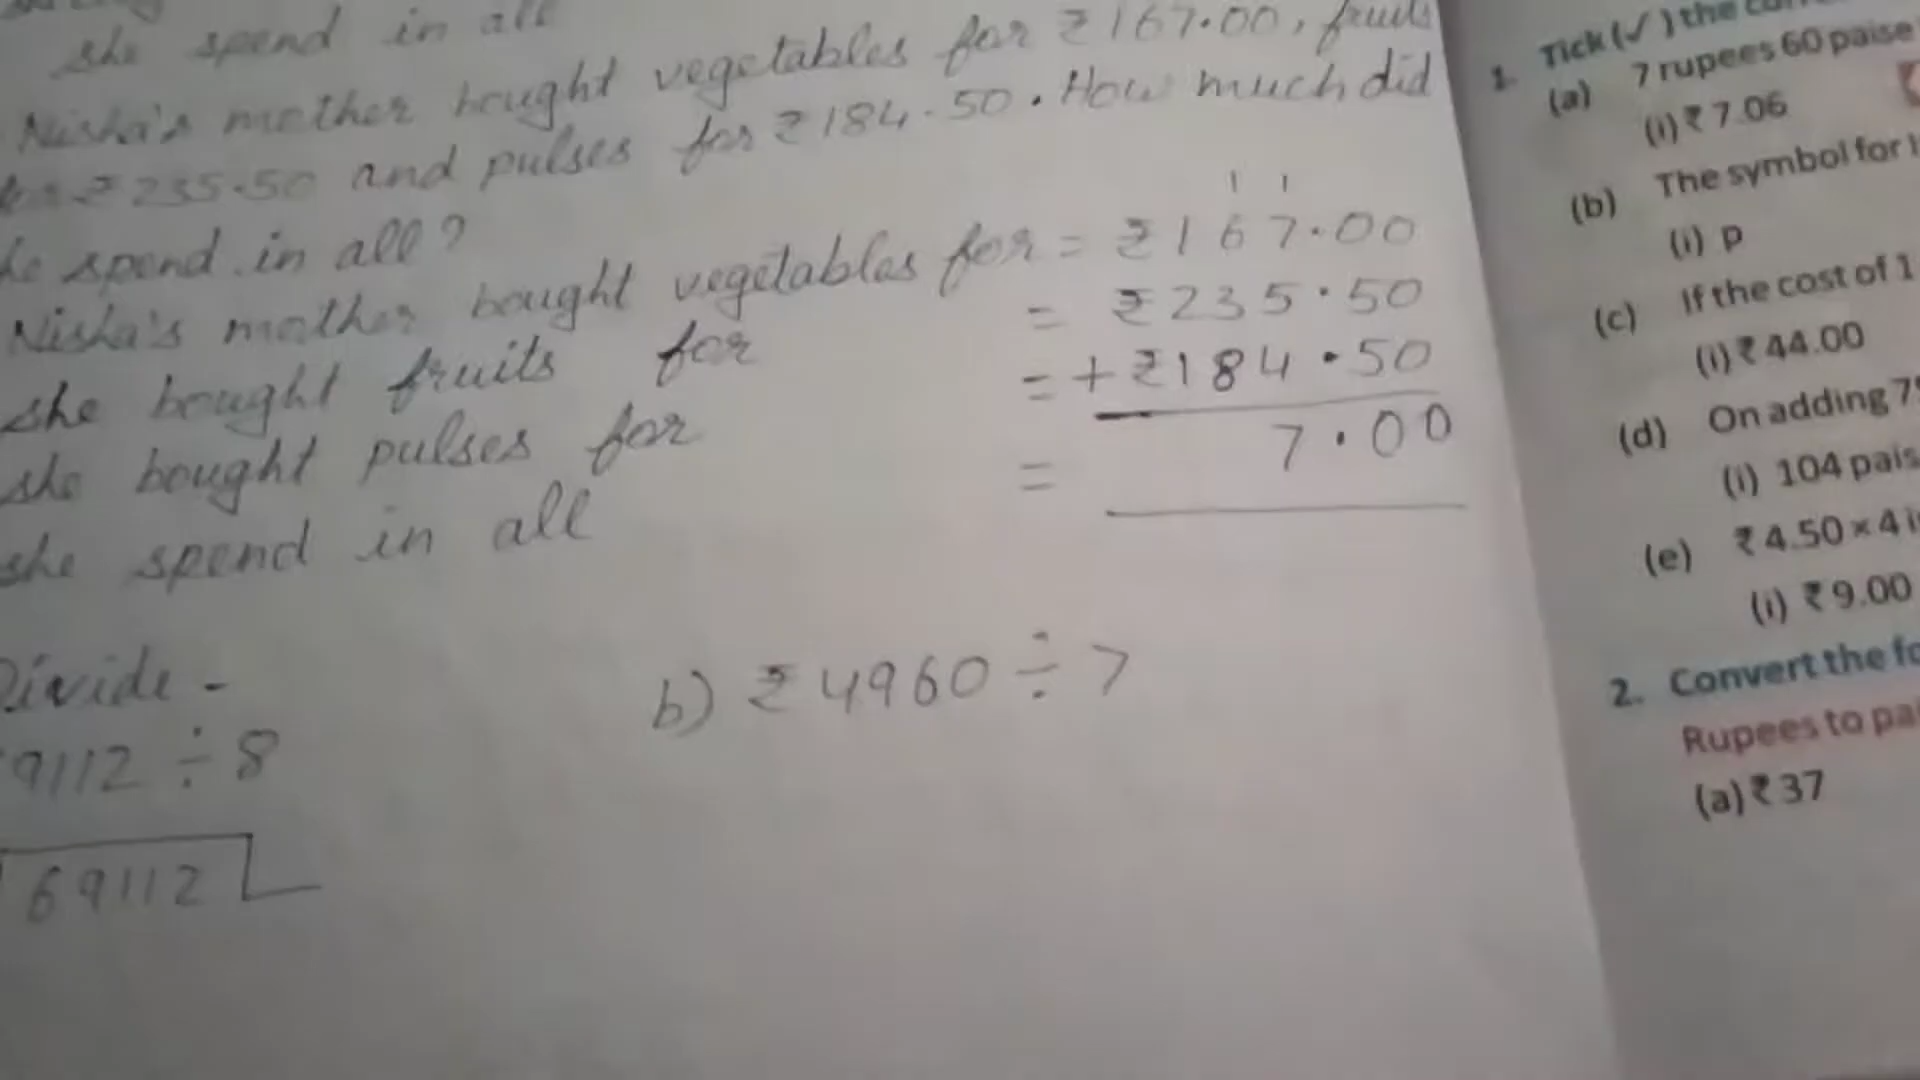 she spend in all
Nisha's mother bought vegetables for ₹167.00, fruits
for ₹235.50 and pulses for ₹184.50. How much did
she spend in all?
Nisha's mother bought vegetables for = ₹167.00
1 1
she bought fruits for = ₹235.50
she bought pulses for = +₹184.50
she spend in all = 7.00
Divide -
9112 ÷ 8
b) ₹4960 ÷ 7
69112
1. Tick (✓) the
(a) 7 rupees 60 paise
(i) ₹7.06
(b) The symbol for
(i) p
(c) If the cost of 1
(i) ₹44.00
(d) On adding
(i) 104
(e) ₹4.50 × 4
(i) ₹9.00
2. Convert the
Rupees to
(a) ₹37